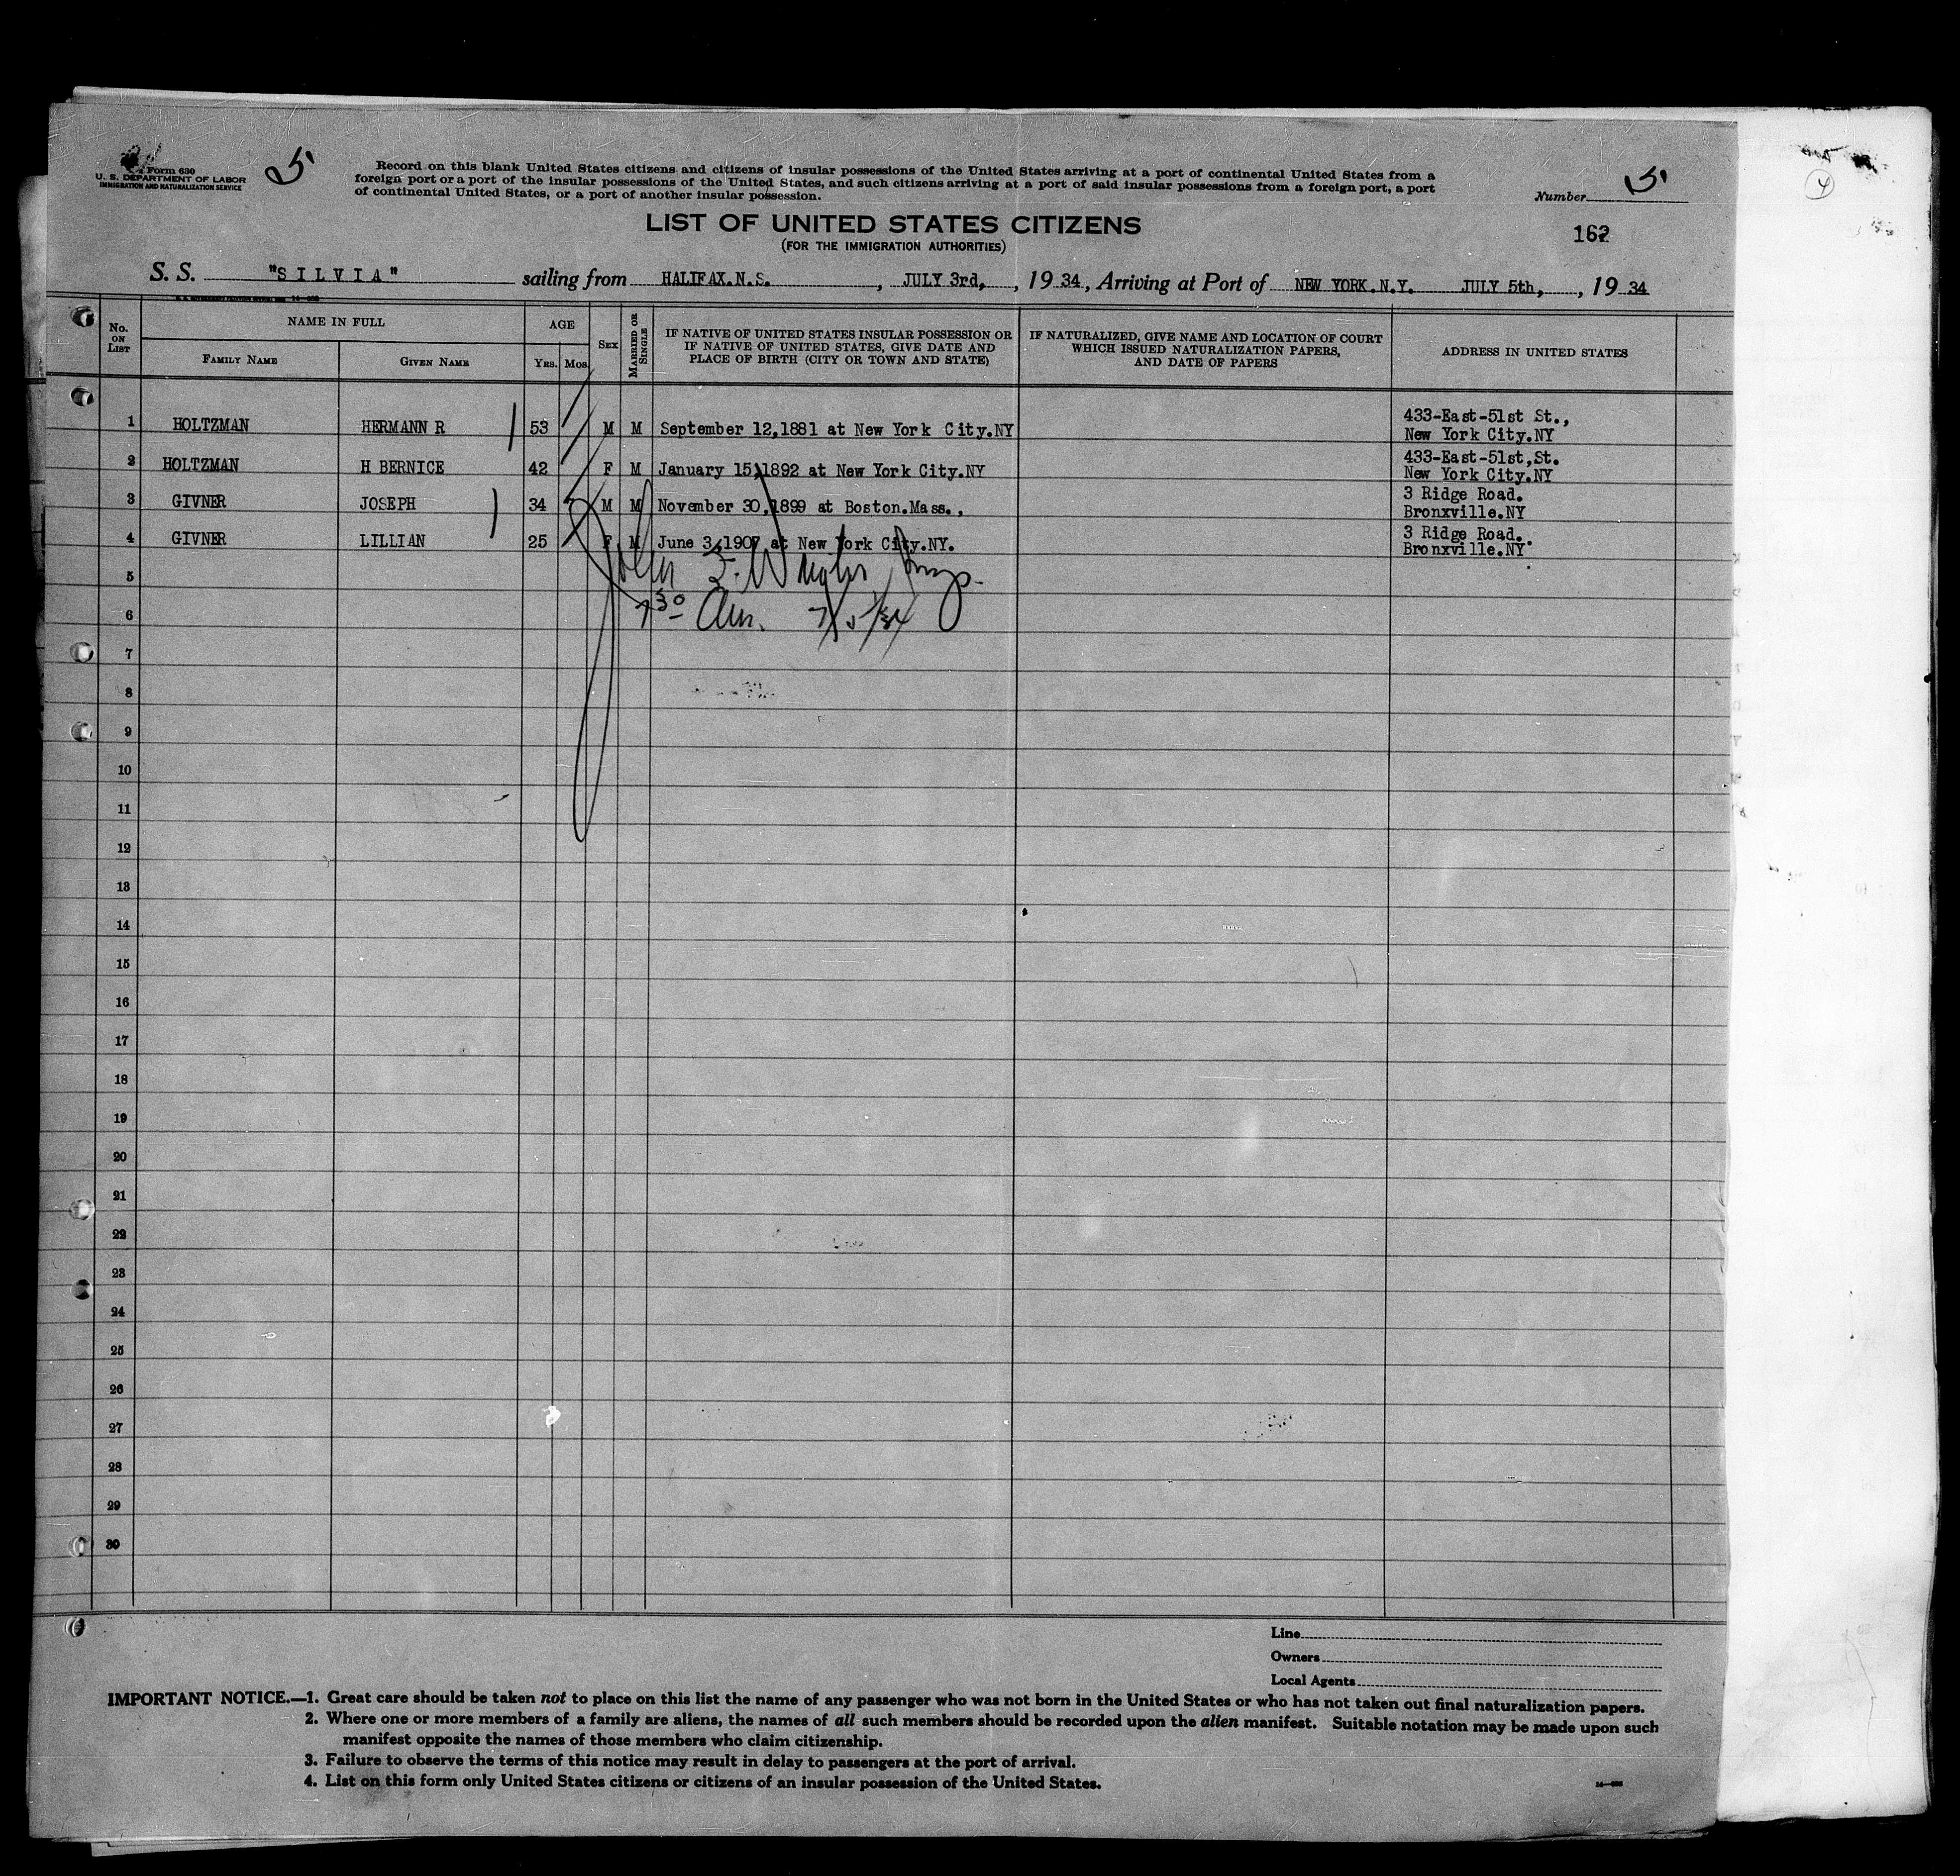 Form 630
U. S. DEPARTMENT OF LABOR
IMMIGRATION AND NATURALIZATION SERVICE
5
Record on this blank United States citizens and citizens of insular possessions of the United States arriving at a port of continental United States from a
foreign port or a port of the insular possessions of the United States, and such citizens arriving at a port of said insular possessions from a foreign port, a port
of continental United States, or a port of another insular possession.
Number 5
LIST OF UNITED STATES CITIZENS
(FOR THE IMMIGRATION AUTHORITIES)
162
S. S. "SILVIA" sailing from HALIFAX.N.S. , JULY 3rd, , 19 34, Arriving at Port of NEW YORK.N.Y. JULY 5th, , 19 34
No. ON LIST
NAME IN FULL
FAMILY NAME GIVEN NAME
AGE
YRS. MOS.
SEX
MARRIED OR SINGLE
IF NATIVE OF UNITED STATES INSULAR POSSESSION OR
IF NATIVE OF UNITED STATES, GIVE DATE AND
PLACE OF BIRTH (CITY OR TOWN AND STATE)
IF NATURALIZED, GIVE NAME AND LOCATION OF COURT
WHICH ISSUED NATURALIZATION PAPERS,
AND DATE OF PAPERS
ADDRESS IN UNITED STATES
1 HOLTZMAN HERMANN R 53 M M September 12,1881 at New York City.NY 433-East-51st St.,
New York City.NY
2 HOLTZMAN H BERNICE 42 F M January 15,1892 at New York City.NY 433-East-51st,St.
New York City.NY
3 GIVNER JOSEPH 34 M M November 30,1899 at Boston.Mass., 3 Ridge Road.
Bronxville.NY
4 GIVNER LILLIAN 25 F M June 3,1907 at New York City.NY. 3 Ridge Road.
Bronxville.NY
5
6 7 30 Am. 7/5/34
7
8
9
10
11
12
13
14
15
16
17
18
19
20
21
22
23
24
25
26
27
28
29
30
Line
Owners
Local Agents
IMPORTANT NOTICE.—1. Great care should be taken not to place on this list the name of any passenger who was not born in the United States or who has not taken out final naturalization papers.
2. Where one or more members of a family are aliens, the names of all such members should be recorded upon the alien manifest. Suitable notation may be made upon such
manifest opposite the names of those members who claim citizenship.
3. Failure to observe the terms of this notice may result in delay to passengers at the port of arrival.
4. List on this form only United States citizens or citizens of an insular possession of the United States.
4